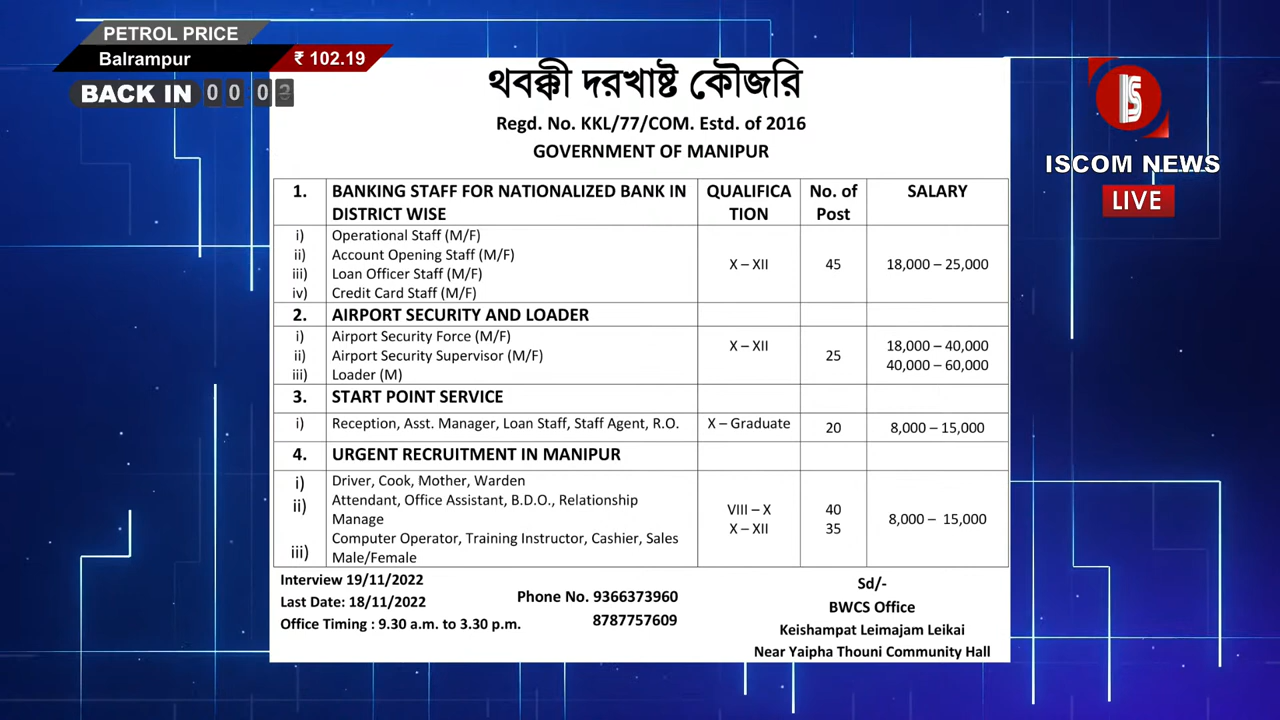 PETROL PRICE
Balrampur
₹ 102.19
BACK IN 00 03
ISCOM NEWS
LIVE
থবক্কী দরখাষ্ট কৌজরি
Regd. No. KKL/77/COM. Estd. of 2016
GOVERNMENT OF MANIPUR
1. BANKING STAFF FOR NATIONALIZED BANK IN DISTRICT WISE QUALIFICA TION No. of Post SALARY
i) Operational Staff (M/F)
ii) Account Opening Staff (M/F)
iii) Loan Officer Staff (M/F)
iv) Credit Card Staff (M/F)
X – XII 45 18,000 – 25,000
2. AIRPORT SECURITY AND LOADER
i) Airport Security Force (M/F)
ii) Airport Security Supervisor (M/F)
iii) Loader (M)
X – XII 25 18,000 – 40,000
40,000 – 60,000
3. START POINT SERVICE
i) Reception, Asst. Manager, Loan Staff, Staff Agent, R.O. X – Graduate 20 8,000 – 15,000
4. URGENT RECRUITMENT IN MANIPUR
i) Driver, Cook, Mother, Warden
ii) Attendant, Office Assistant, B.D.O., Relationship
Manage
iii) Computer Operator, Training Instructor, Cashier, Sales
Male/Female
VIII – X 40 8,000 – 15,000
X – XII 35
Interview 19/11/2022
Last Date: 18/11/2022
Office Timing : 9.30 a.m. to 3.30 p.m.
Phone No. 9366373960
8787757609
Sd/-
BWCS Office
Keishampat Leimajam Leikai
Near Yaipha Thouni Community Hall